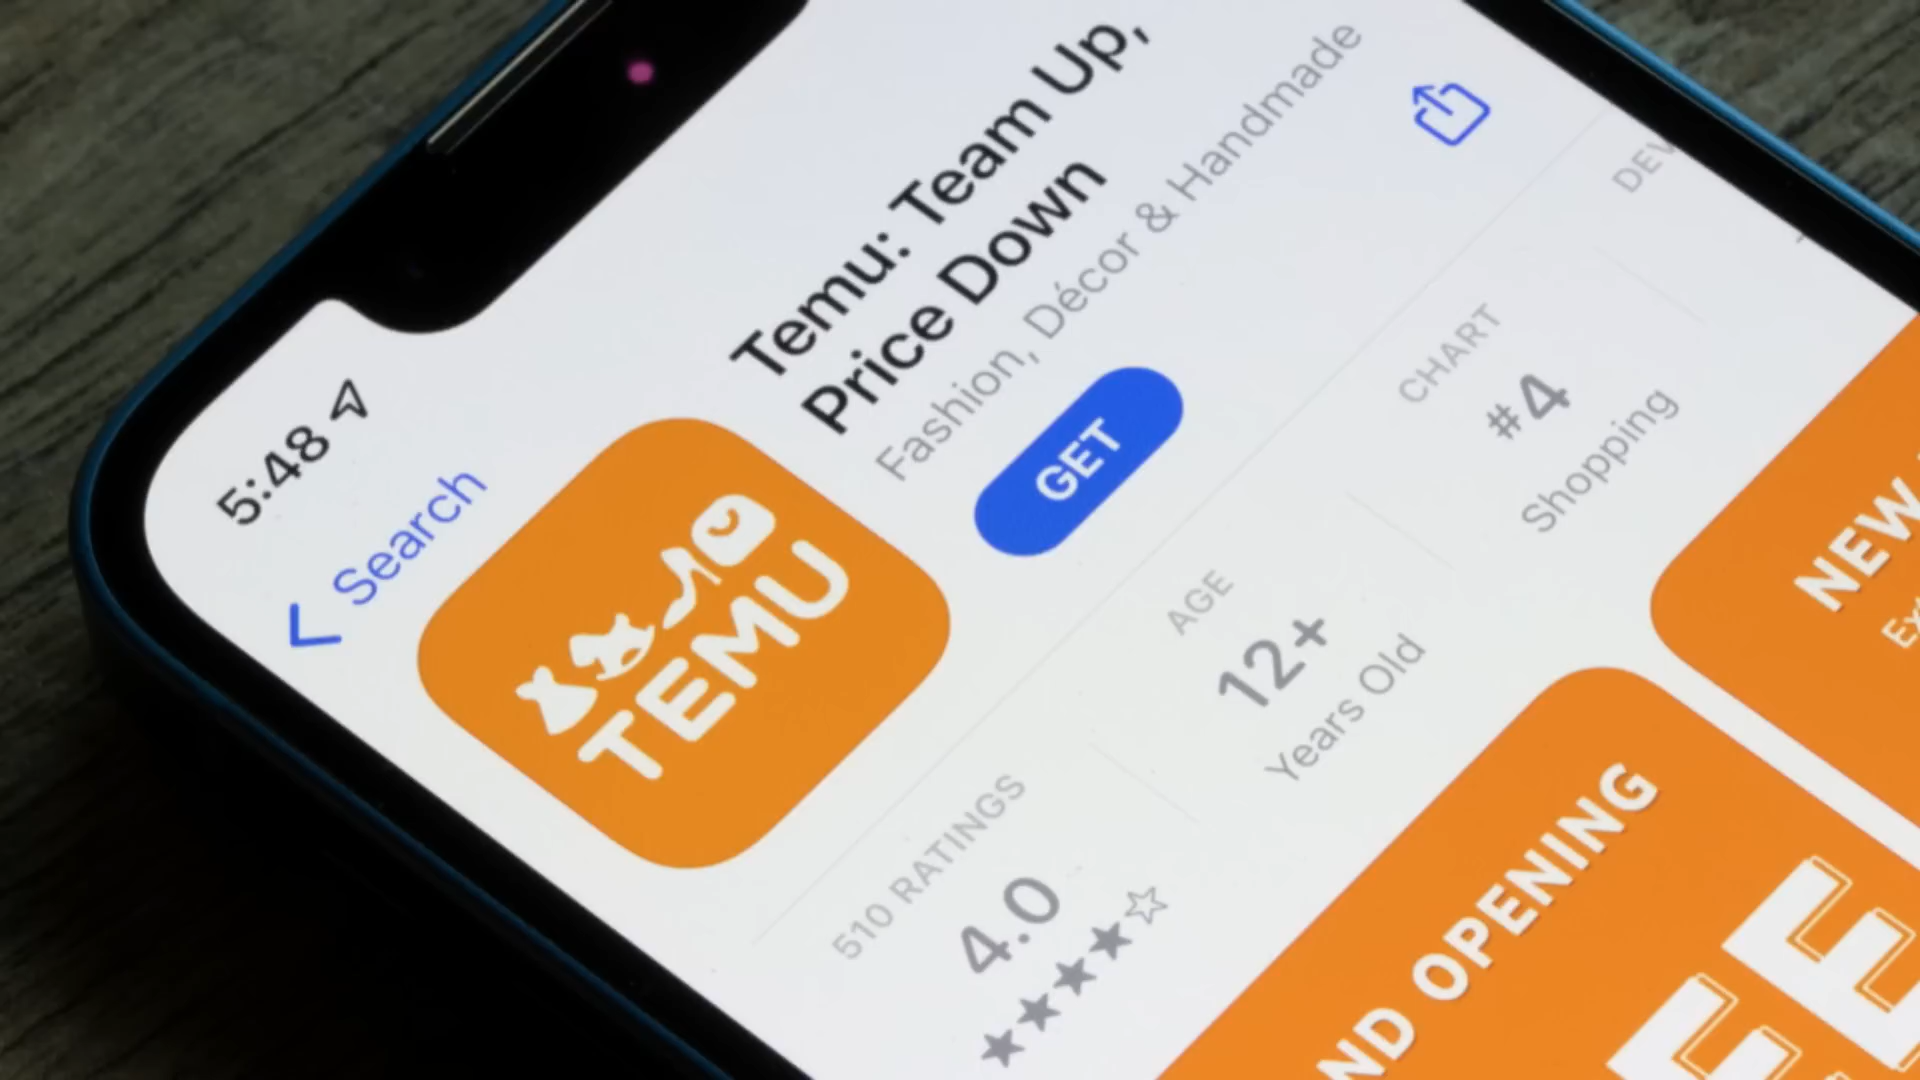 5:48
Search
TEMU
Temu: Team Up,
Price Down
Fashion, Décor & Handmade
GET
510 RATINGS
4.0
AGE
12+
Years Old
CHART
#4
Shopping
NEW
OPENING